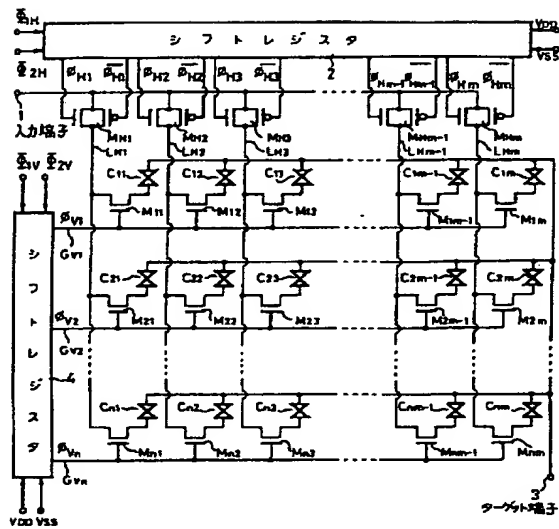 Φ1H
Φ2H
シフトレジスタ
2
VDD
VSS
φH1 φH1 φH2 φH2 φH3 φH3 φHm-1 φHm-1 φHm φHm
1
入力端子
MH1 MH2 MH3 MHm-1 MHm
LH1 LH2 LH3 LHm-1 LHm
Φ1V Φ2V
C11 C12 C13 C1m-1 C1m
φV1
M11 M12 M13 M1m-1 M1m
GV1
シフトレジスタ
4
C21 C22 C23 C2m-1 C2m
φV2
M21 M22 M23 M2m-1 M2m
GV2
Cn1 Cn2 Cn3 Cnm-1 Cnm
φVn
Mn1 Mn2 Mn3 Mnm-1 Mnm
GVn
3
ターゲット端子
VDD VSS